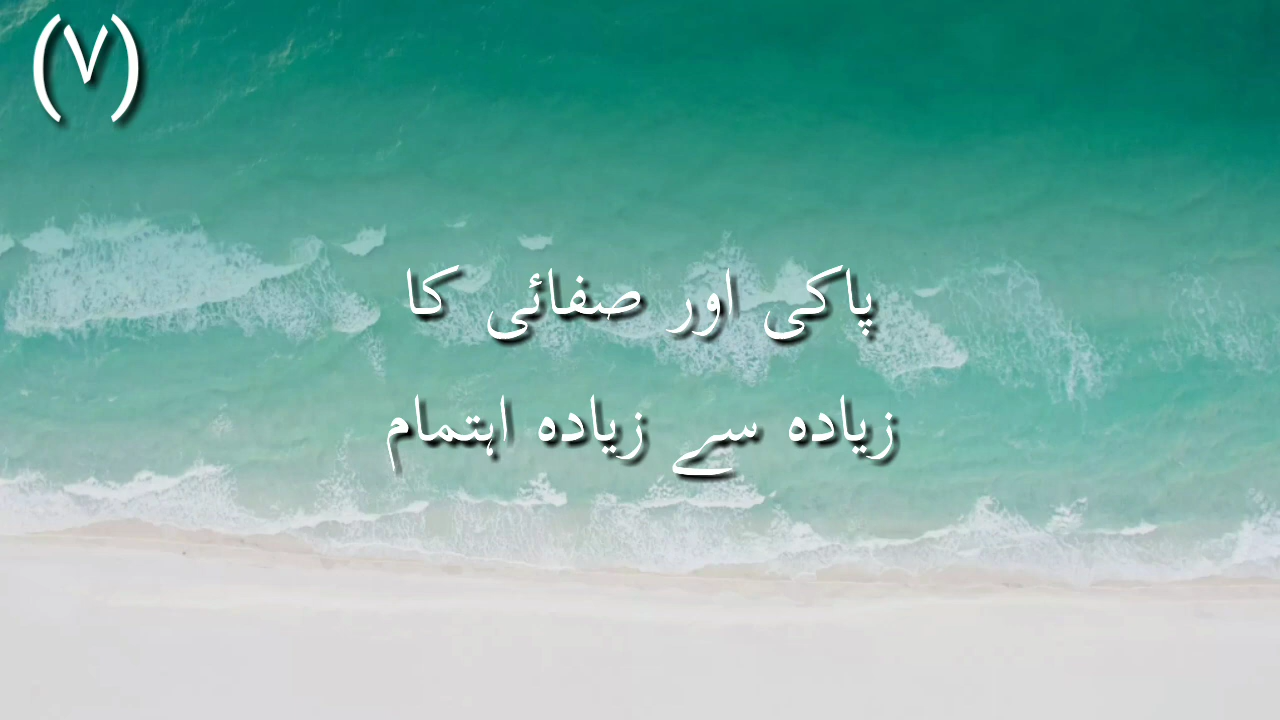 (۷)
پاکی اور صفائی کا
زیادہ سے زیادہ اہتمام